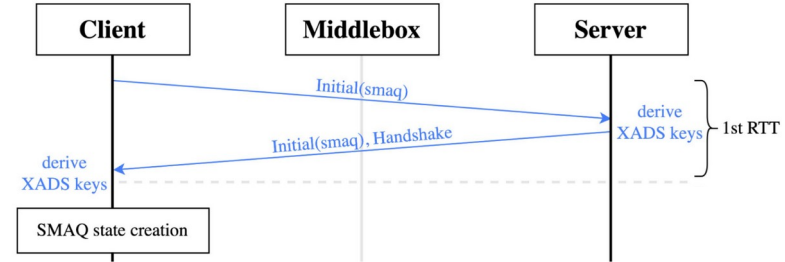 Client
Middlebox
Server
Initial(smaq)
derive
XADS keys
1st RTT
Initial(smaq), Handshake
derive
XADS keys
SMAQ state creation